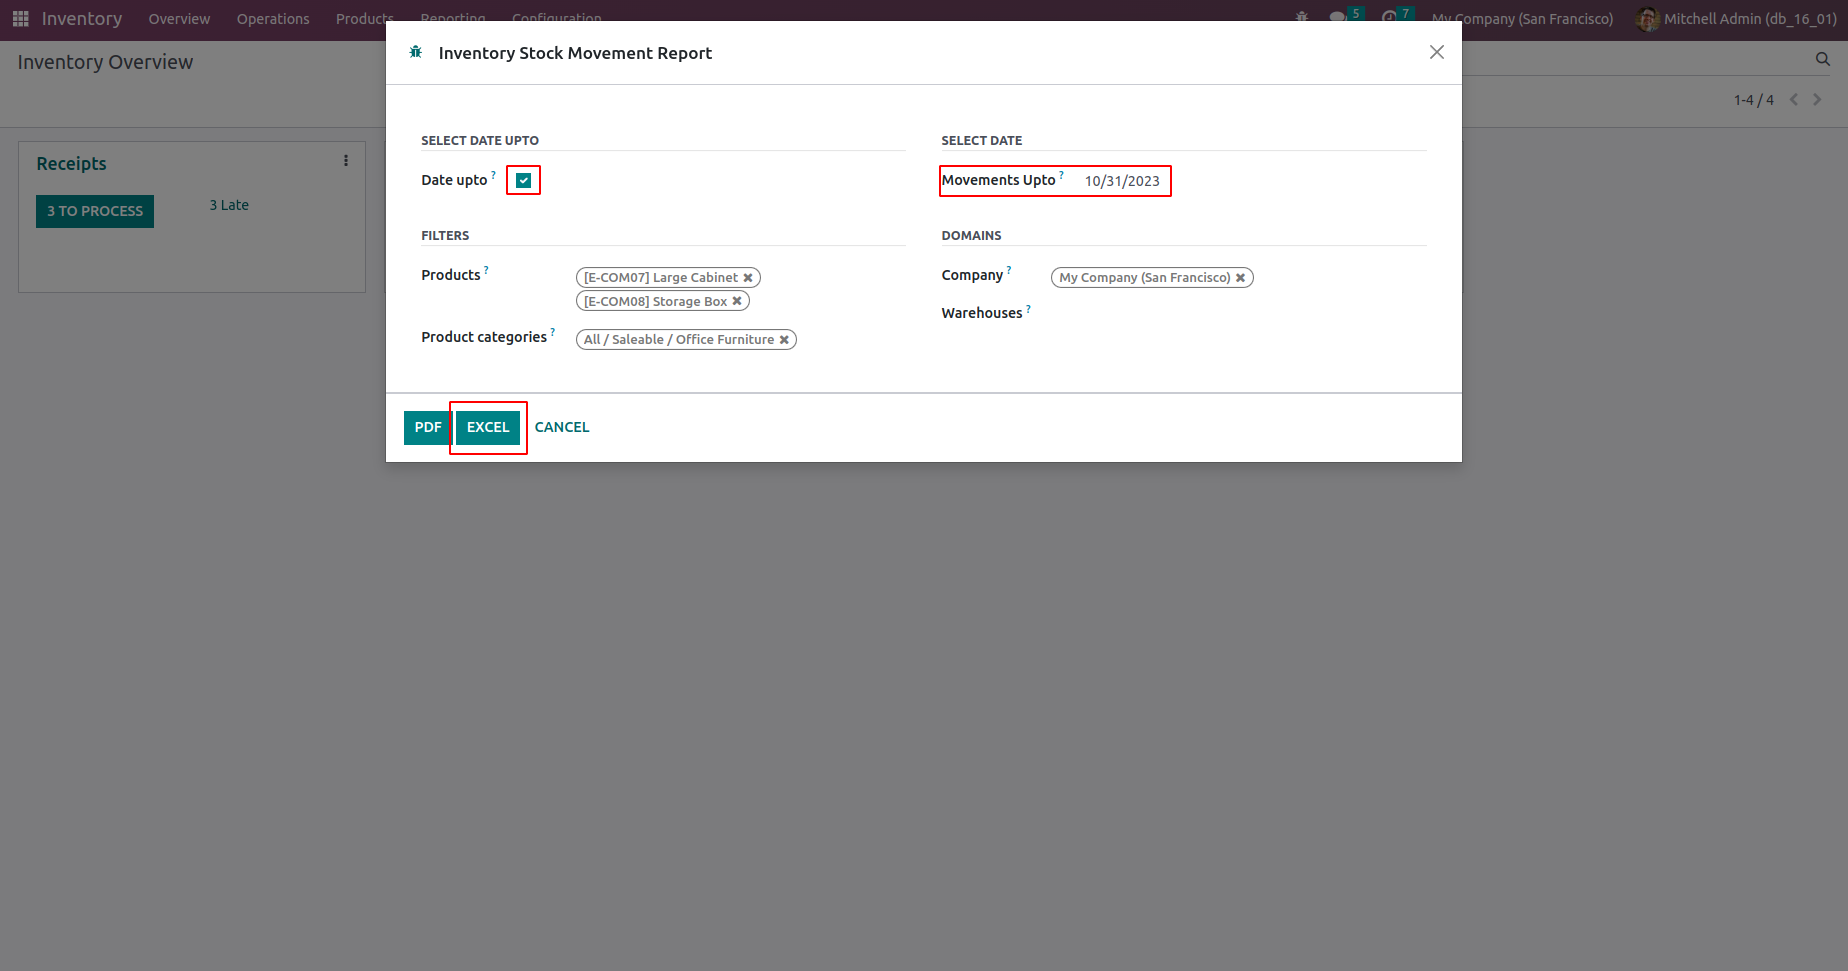 Inventory Overview Operations Products Reporting Configuration 5 7 My Company (San Francisco) Mitchell Admin (db_16_01)
Inventory Overview
1-4 / 4
Receipts
3 TO PROCESS
3 Late
Inventory Stock Movement Report
SELECT DATE UPTO
Date upto ?
SELECT DATE
Movements Upto ? 10/31/2023
FILTERS
Products ? [E-COM07] Large Cabinet ✖
[E-COM08] Storage Box ✖
Product categories ? All / Saleable / Office Furniture ✖
DOMAINS
Company ? My Company (San Francisco) ✖
Warehouses ?
PDF EXCEL CANCEL